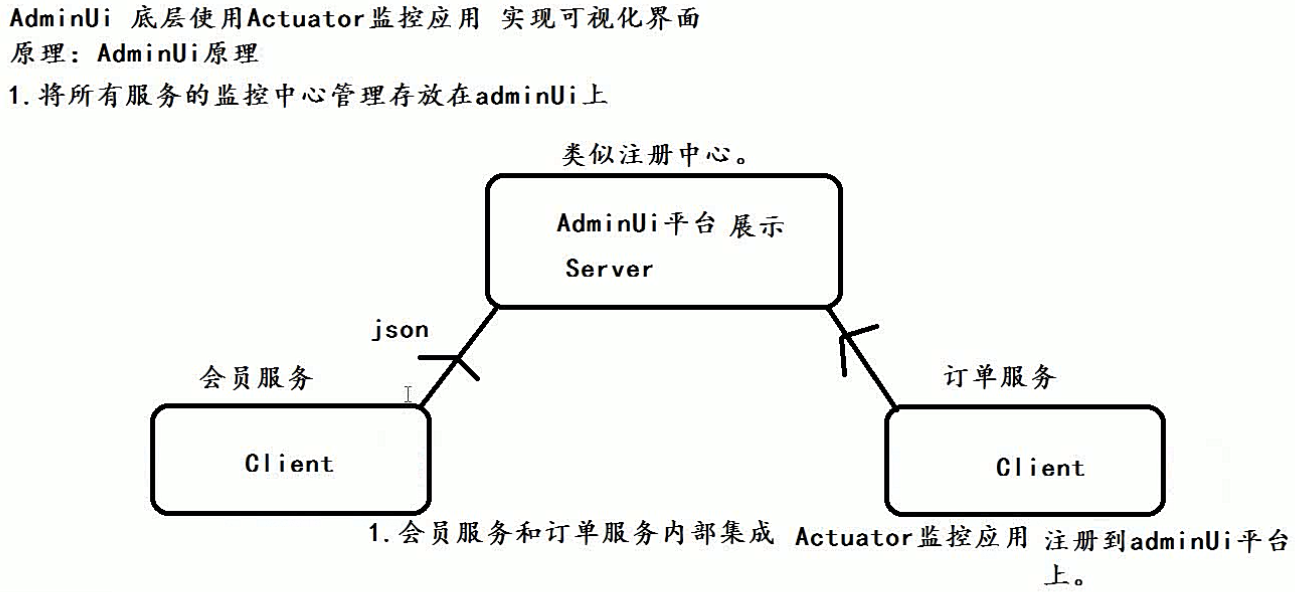 AdminUi 底层使用Actuator监控应用 实现可视化界面
原理：AdminUi原理
1.将所有服务的监控中心管理存放在adminUi上
类似注册中心。
AdminUi平台 展示
Server
json
会员服务
订单服务
Client
Client
1.会员服务和订单服务内部集成 Actuator监控应用 注册到adminUi平台
上。